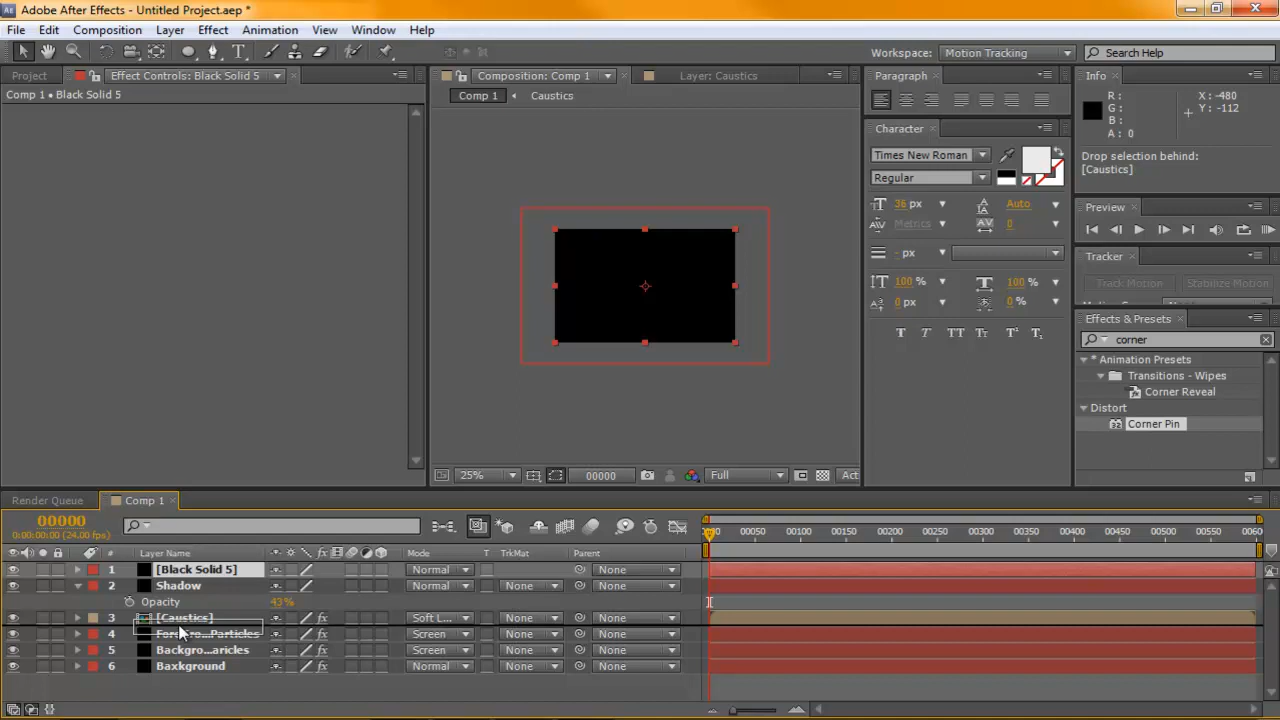 Adobe After Effects - Untitled Project.aep *
File Edit Composition Layer Effect Animation View Window Help
Workspace: Motion Tracking Search Help
Project Effect Controls: Black Solid 5 Composition: Comp 1 Layer: Caustics Paragraph Info
Comp 1 • Black Solid 5
Comp 1 Caustics
R : X : -480
G : Y : -112
B :
A : 0
Character
Drop selection behind:
[Caustics]
Times New Roman
Regular
Preview
36 px Auto
Metrics 0
- px
Tracker
Track Motion Stabilize Motion
100 % 100 %
0 px 0 %
Effects & Presets
corner
* Animation Presets
Transitions - Wipes
Corner Reveal
Distort
Corner Pin
25% 00000 Full Act
Render Queue Comp 1
00000
0:00:00:00 (24.00 fps)
00 00050 00100 00150 00200 00250 00300 00350 00400 00450 00500 00550 0060
# Layer Name Mode T TrkMat Parent
1 [Black Solid 5] Normal None
2 Shadow Normal None None
Opacity 43%
3 [Caustics] Soft L... None None
4 Foregro...Particles Screen None None
5 Backgro...aricles Screen None None
6 Baxkground Normal None None